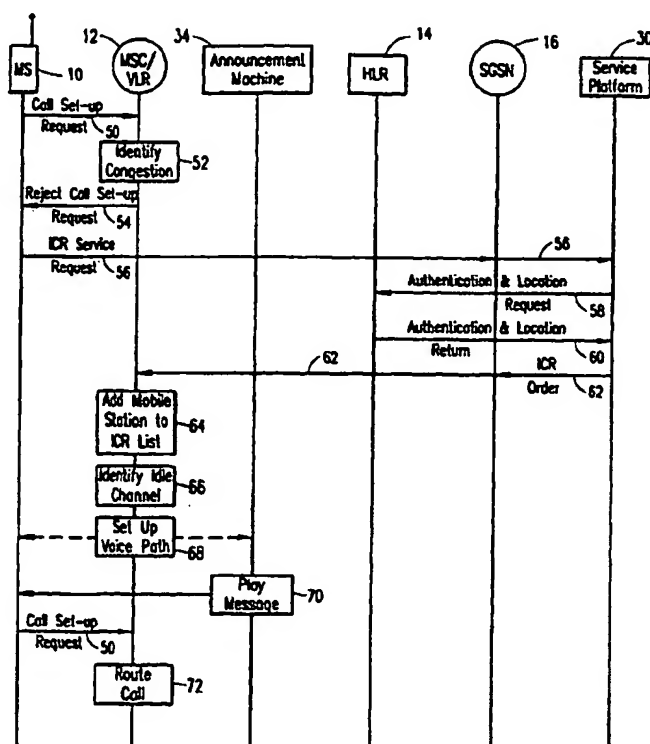 12
34
14
16
30
MS
10
MSC/
VLR
Announcement
Machine
HLR
SGSN
Service
Platform
Call Set-up
Request
50
Identify
Congestion
52
Reject Call Set-up
Request
54
ICR Service
Request
56
56
Authentication & Location
Request
58
Authentication & Location
Return
60
62
ICR
Order
62
Add Mobile
Station to
ICR List
64
Identify Idle
Channel
66
Set Up
Voice Path
68
Play
Message
70
Call Set-up
Request
50
Route
Call
72